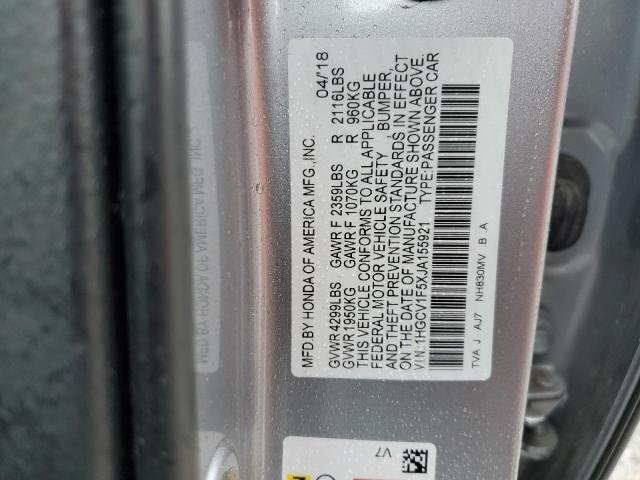 MFD.BY HONDA OF AMERICA MFG.,INC. 04/'18
GVWR 4299LBS GAWR F 2359LBS R 2116LBS
GVWR 1950KG GAWR F 1070KG R 960KG
THIS VEHICLE CONFORMS TO ALL APPLICABLE
FEDERAL MOTOR VEHICLE SAFETY , BUMPER,
AND THEFT PREVENTION STANDARDS IN EFFECT
ON THE DATE OF MANUFACTURE SHOWN ABOVE.
V.I.N.:1HGCV1F5XJA155921 TYPE:PASSENGER CAR
TVA J AJ7 NH830MV B .A
V7